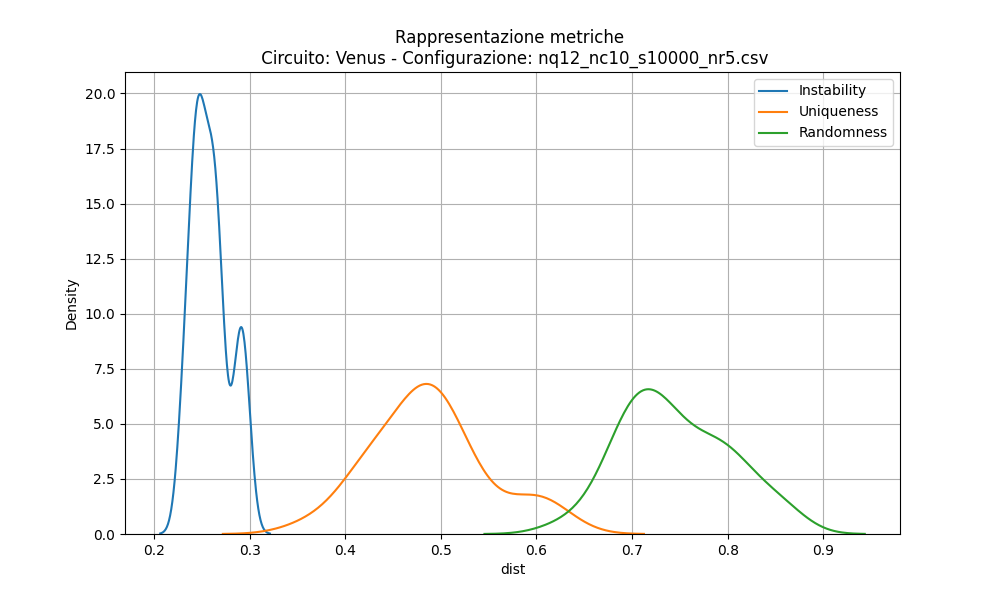 Rappresentazione metriche
Circuito: Venus - Configurazione: nq12_nc10_s10000_nr5.csv
20.0
17.5
15.0
12.5
10.0
7.5
5.0
2.5
0.0
Density
Instability
Uniqueness
Randomness
0.2 0.3 0.4 0.5 0.6 0.7 0.8 0.9
dist